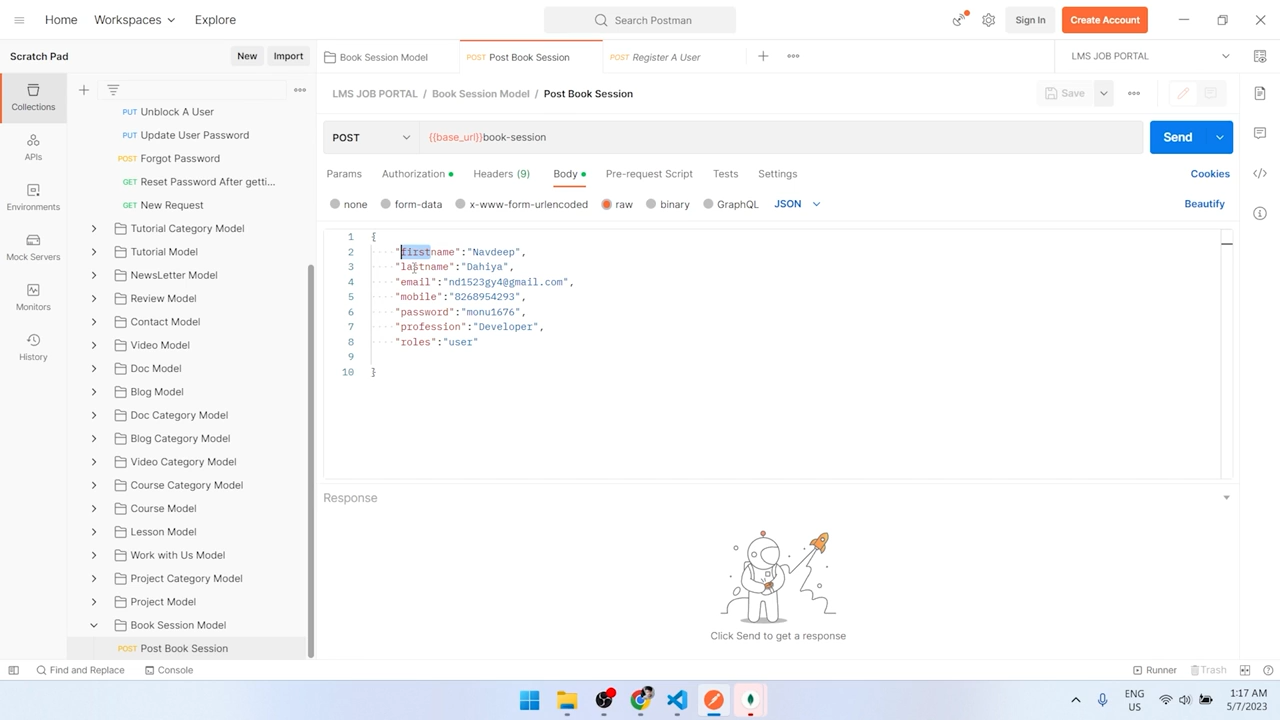 Home Workspaces Explore Search Postman Sign In Create Account
Scratch Pad New Import Book Session Model POST Post Book Session POST Register A User LMS JOB PORTAL
Collections
APIs
Environments
Mock Servers
Monitors
History
PUT Unblock A User
PUT Update User Password
POST Forgot Password
GET Reset Password After getti...
GET New Request
Tutorial Category Model
Tutorial Model
NewsLetter Model
Review Model
Contact Model
Video Model
Doc Model
Blog Model
Doc Category Model
Blog Category Model
Video Category Model
Course Category Model
Course Model
Lesson Model
Work with Us Model
Project Category Model
Project Model
Book Session Model
POST Post Book Session
LMS JOB PORTAL / Book Session Model / Post Book Session Save
POST {{base_url}}book-session Send
Params Authorization Headers (9) Body Pre-request Script Tests Settings Cookies
none form-data x-www-form-urlencoded raw binary GraphQL JSON Beautify
1 {
2 "firstname":"Navdeep",
3 "lastname":"Dahiya",
4 "email":"nd1523gy4@gmail.com",
5 "mobile":"8268954293",
6 "password":"monu1676",
7 "profession":"Developer",
8 "roles":"user"
9
10 }
Response
Click Send to get a response
Find and Replace Console Runner Trash
ENG
US
1:17 AM
5/7/2023